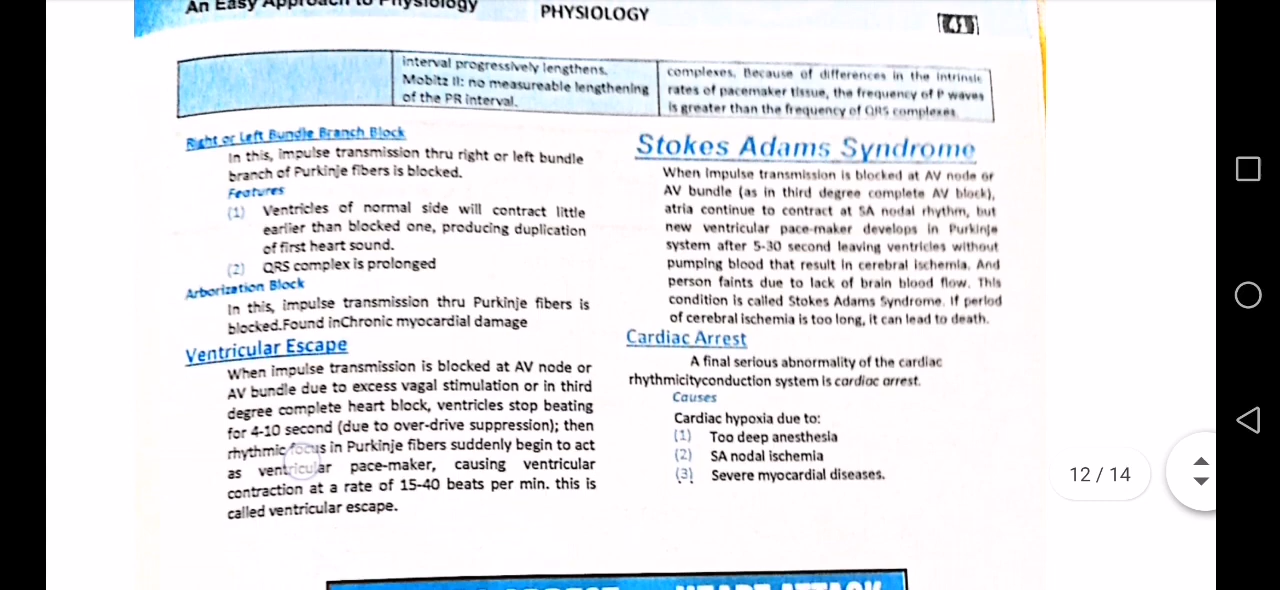 An Easy Approach to Physiology
PHYSIOLOGY
41
interval progressively lengthens.
Mobitz II: no measureable lengthening
of the PR interval.
complexes. Because of differences in the intrinsic
rates of pacemaker tissue, the frequency of P waves
is greater than the frequency of QRS complexes.
Right or Left Bundle Branch Block
In this, impulse transmission thru right or left bundle
branch of Purkinje fibers is blocked.
Features
(1) Ventricles of normal side will contract little
earlier than blocked one, producing duplication
of first heart sound.
(2) QRS complex is prolonged
Arborization Block
In this, impulse transmission thru Purkinje fibers is
blocked.Found inChronic myocardial damage
Ventricular Escape
When impulse transmission is blocked at AV node or
AV bundle due to excess vagal stimulation or in third
degree complete heart block, ventricles stop beating
for 4-10 second (due to over-drive suppression); then
rhythmic focus in Purkinje fibers suddenly begin to act
as ventricular pace-maker, causing ventricular
contraction at a rate of 15-40 beats per min. this is
called ventricular escape.
Stokes Adams Syndrome
When impulse transmission is blocked at AV node or
AV bundle (as in third degree complete AV block),
atria continue to contract at SA nodal rhythm, but
new ventricular pace-maker develops in Purkinje
system after 5-30 second leaving ventricles without
pumping blood that result in cerebral ischemia. And
person faints due to lack of brain blood flow. This
condition is called Stokes Adams Syndrome. If period
of cerebral ischemia is too long, it can lead to death.
Cardiac Arrest
A final serious abnormality of the cardiac
rhythmicityconduction system is cardiac arrest.
Causes
Cardiac hypoxia due to:
(1) Too deep anesthesia
(2) SA nodal ischemia
(3) Severe myocardial diseases.
12 / 14
HEART ATTACK